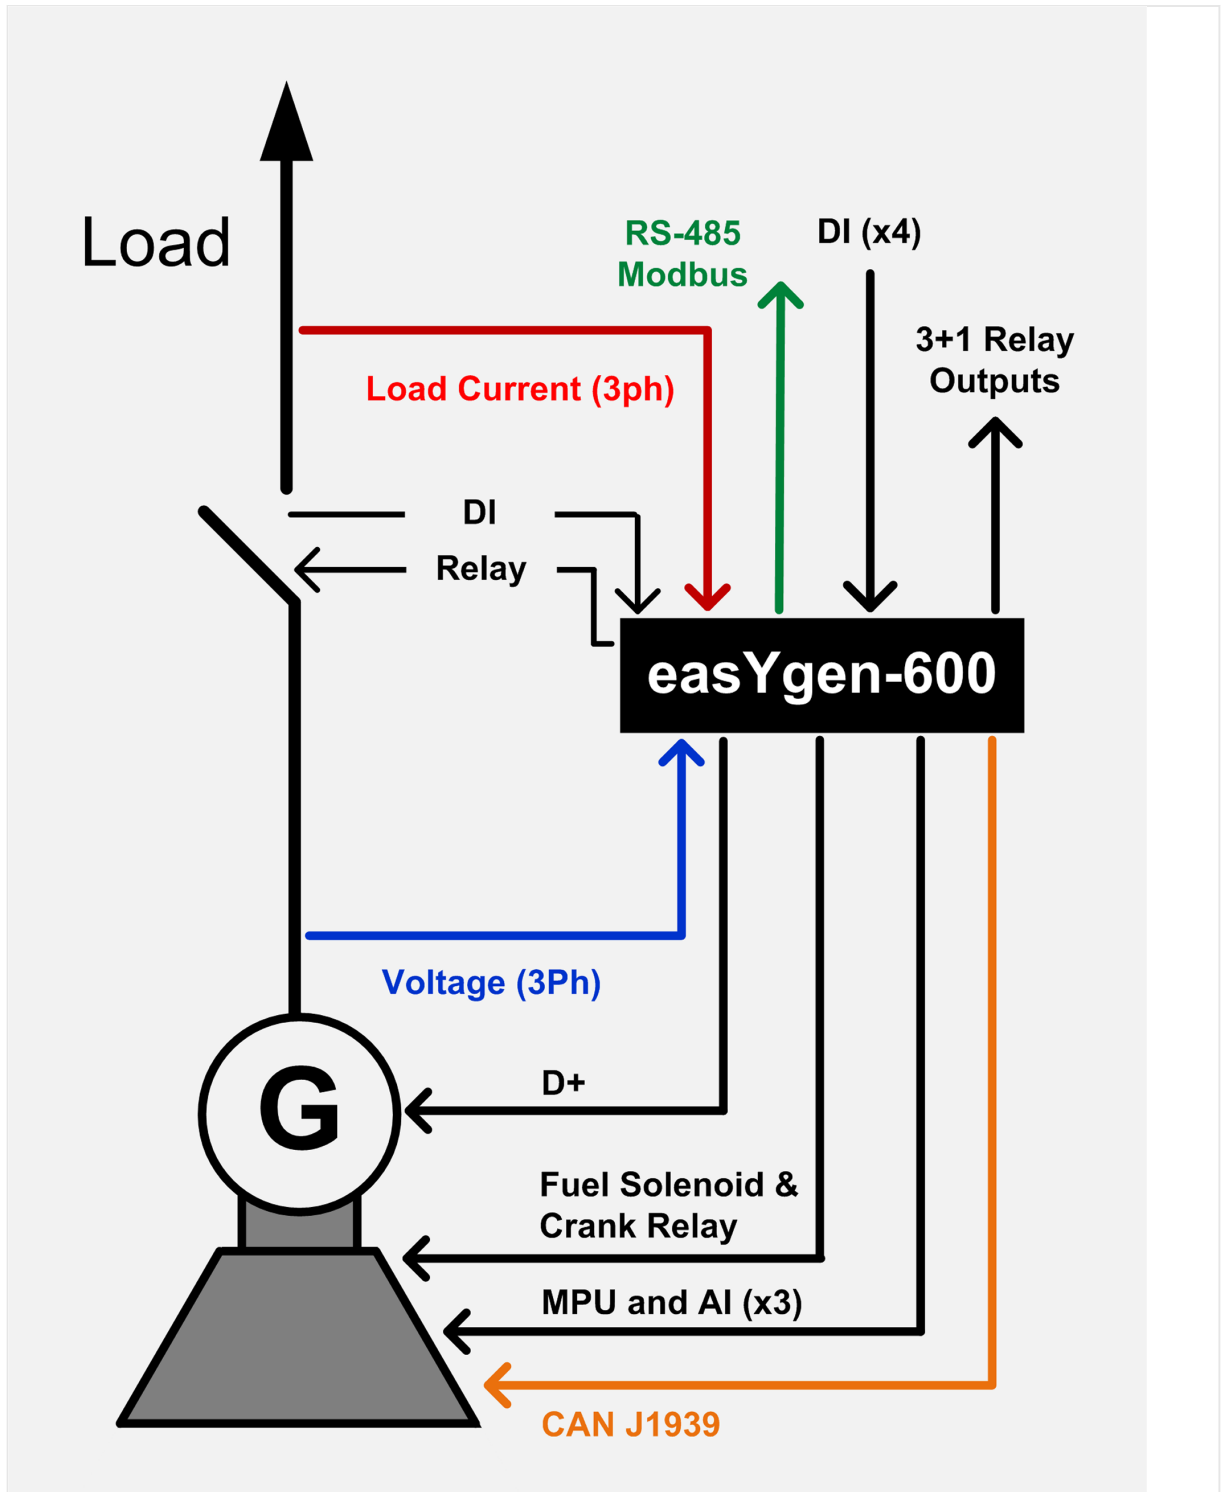 Load
RS-485
Modbus
DI (x4)
3+1 Relay
Outputs
Load Current (3ph)
DI
Relay
easYgen-600
Voltage (3Ph)
G
D+
Fuel Solenoid &
Crank Relay
MPU and AI (x3)
CAN J1939